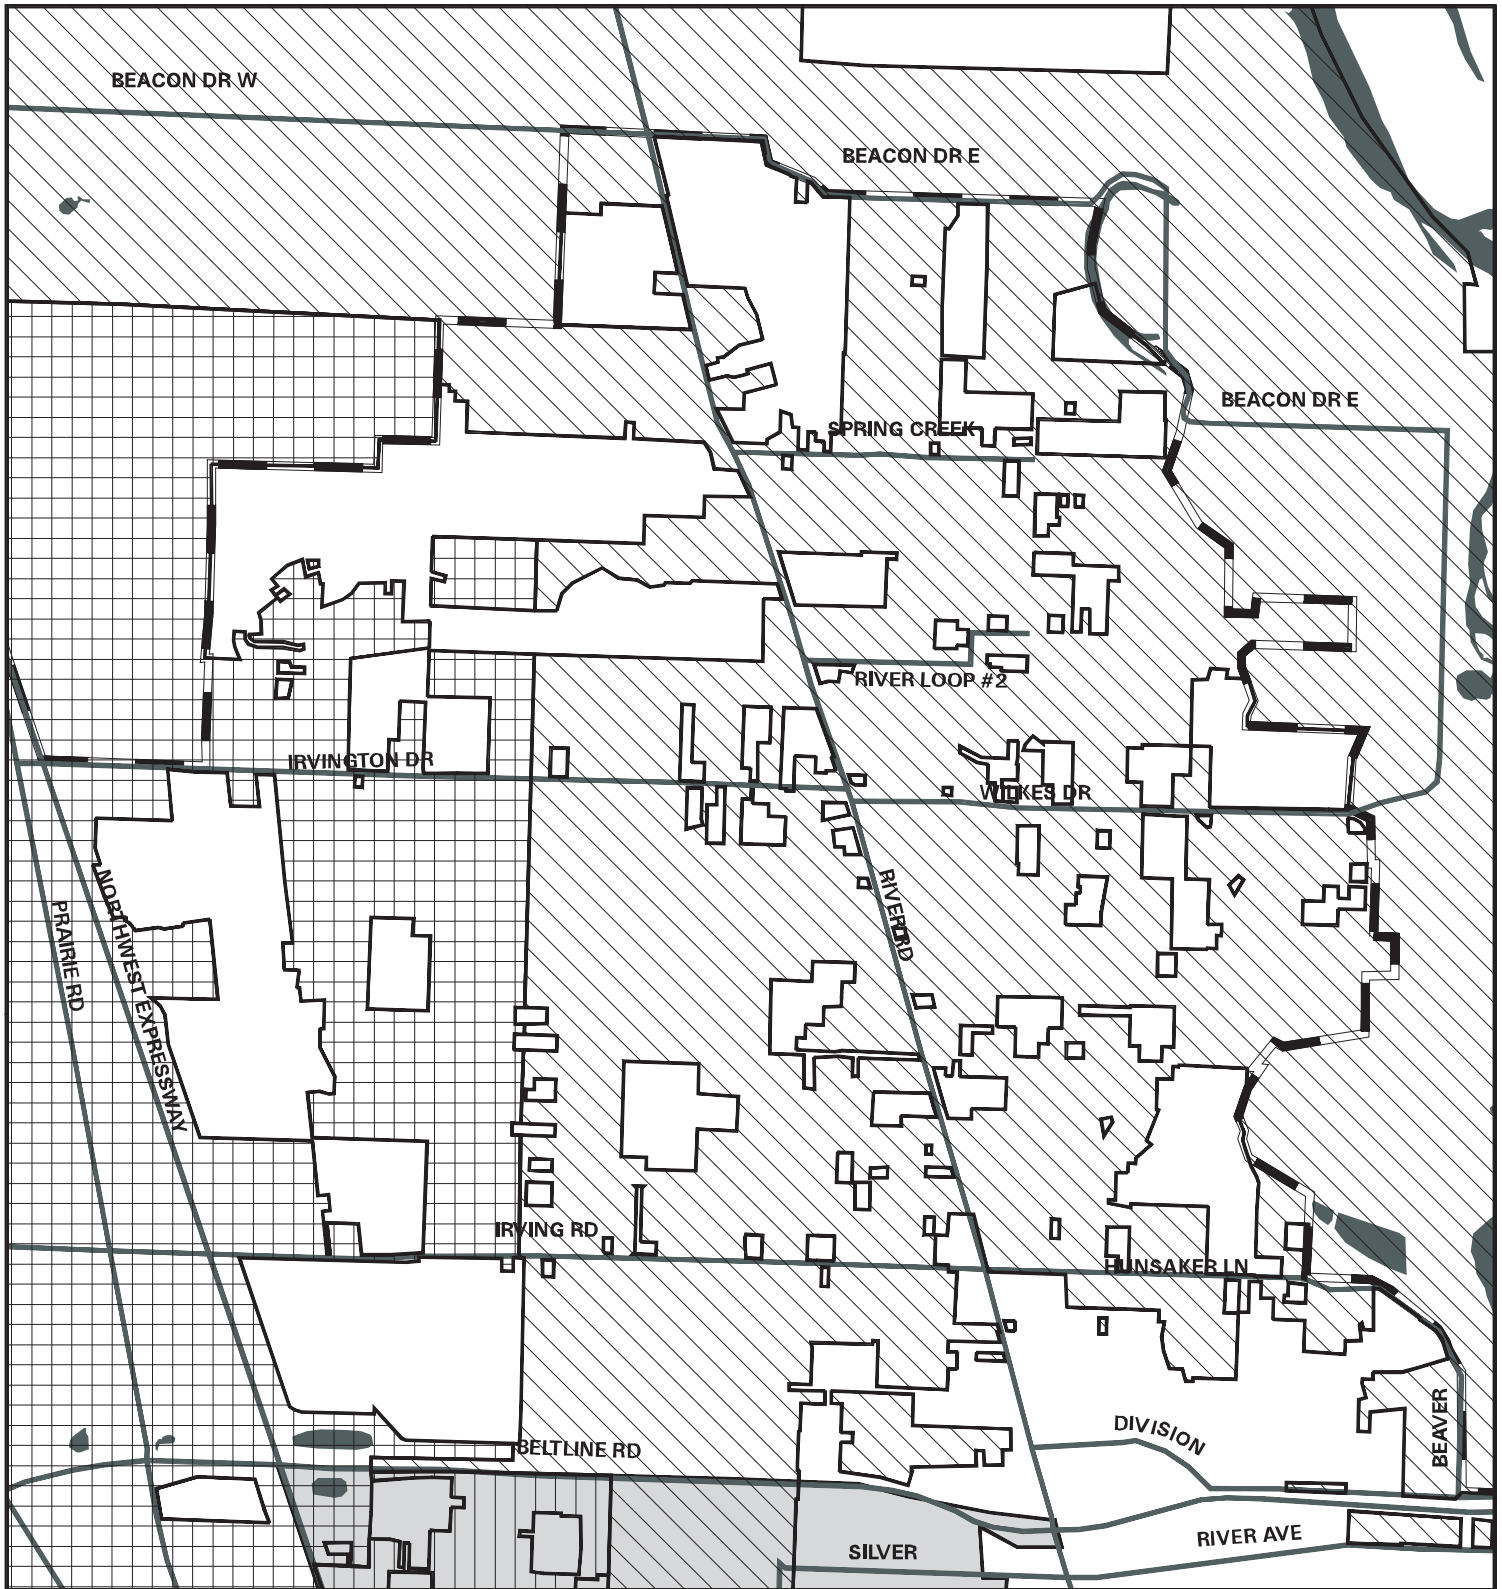 BEACON DR W
BEACON DR E
BEACON DR E
SPRING CREEK
RIVER LOOP #2
IRVINGTON DR
WILKES DR
RIVER RD
NORTHWEST EXPRESSWAY
PRAIRIE RD
IRVING RD
HUNSAKER LN
DIVISION
BEAVER
BELTLINE RD
RIVER AVE
SILVER